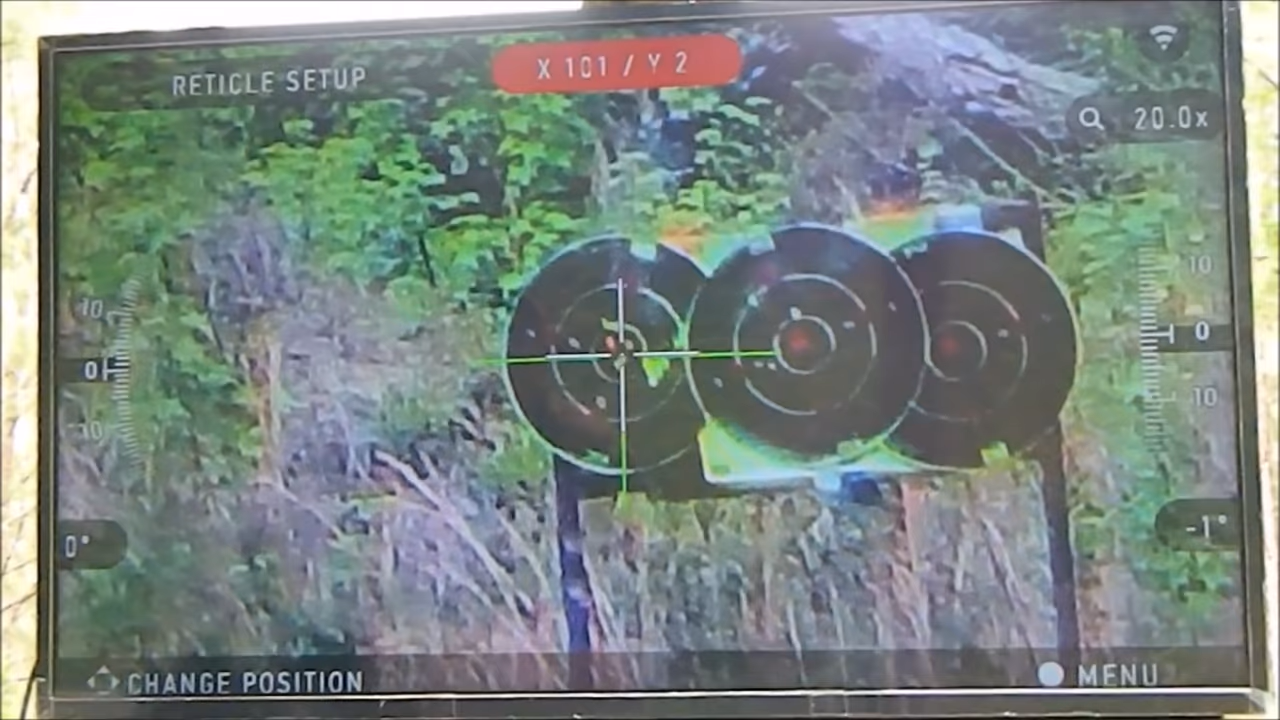 RETICLE SETUP
X 101 / Y 2
20.0x
10
0
10
10
0
10
0°
-1°
CHANGE POSITION
MENU